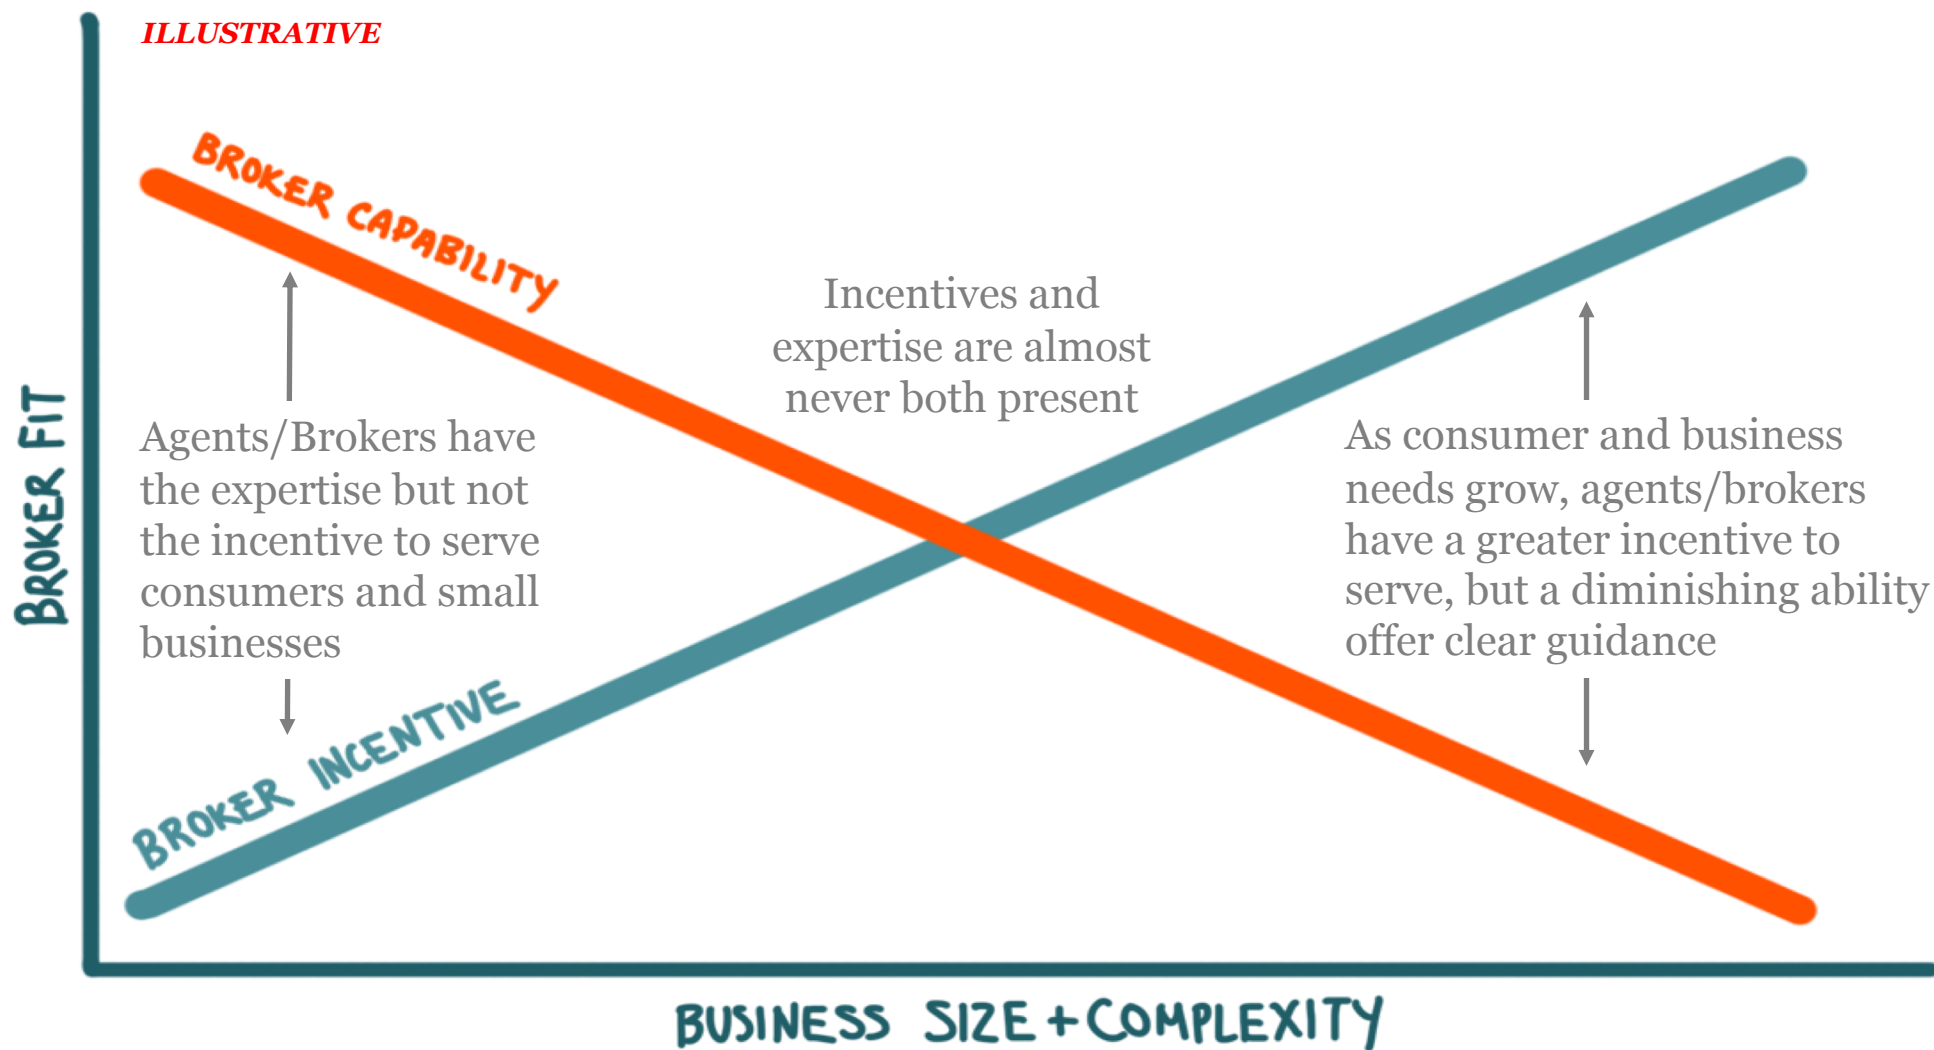 ILLUSTRATIVE
BROKER CAPABILITY
Incentives and
expertise are almost
never both present
BROKER FIT
Agents/Brokers have
the expertise but not
the incentive to serve
consumers and small
businesses
As consumer and business
needs grow, agents/brokers
have a greater incentive to
serve, but a diminishing ability
offer clear guidance
BROKER INCENTIVE
BUSINESS SIZE + COMPLEXITY